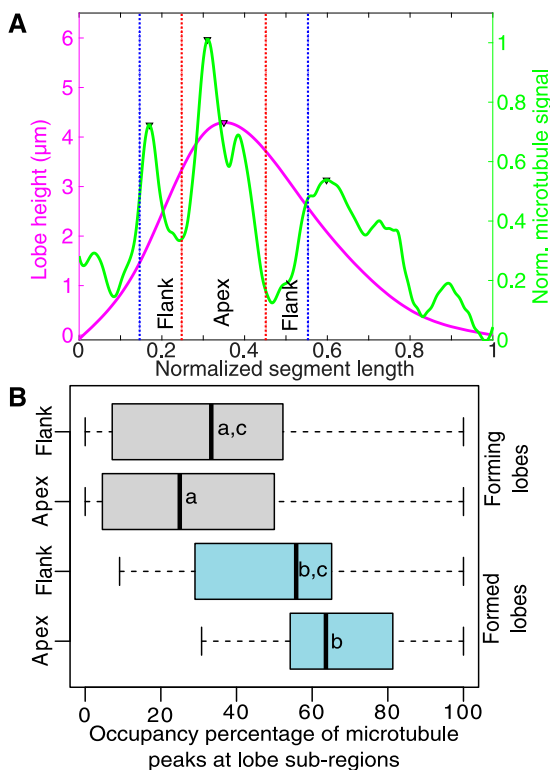 A
Lobe height (µm)
6
5
4
3
2
1
0
Norm. microtubule signal
1
0.8
0.6
0.4
0.2
0
Flank
Apex
Flank
0 0.2 0.4 0.6 0.8 1
Normalized segment length
B
Flank
a,c
Apex
a
Forming
lobes
Flank
b,c
Apex
b
Formed
lobes
0 20 40 60 80 100
Occupancy percentage of microtubule
peaks at lobe sub-regions